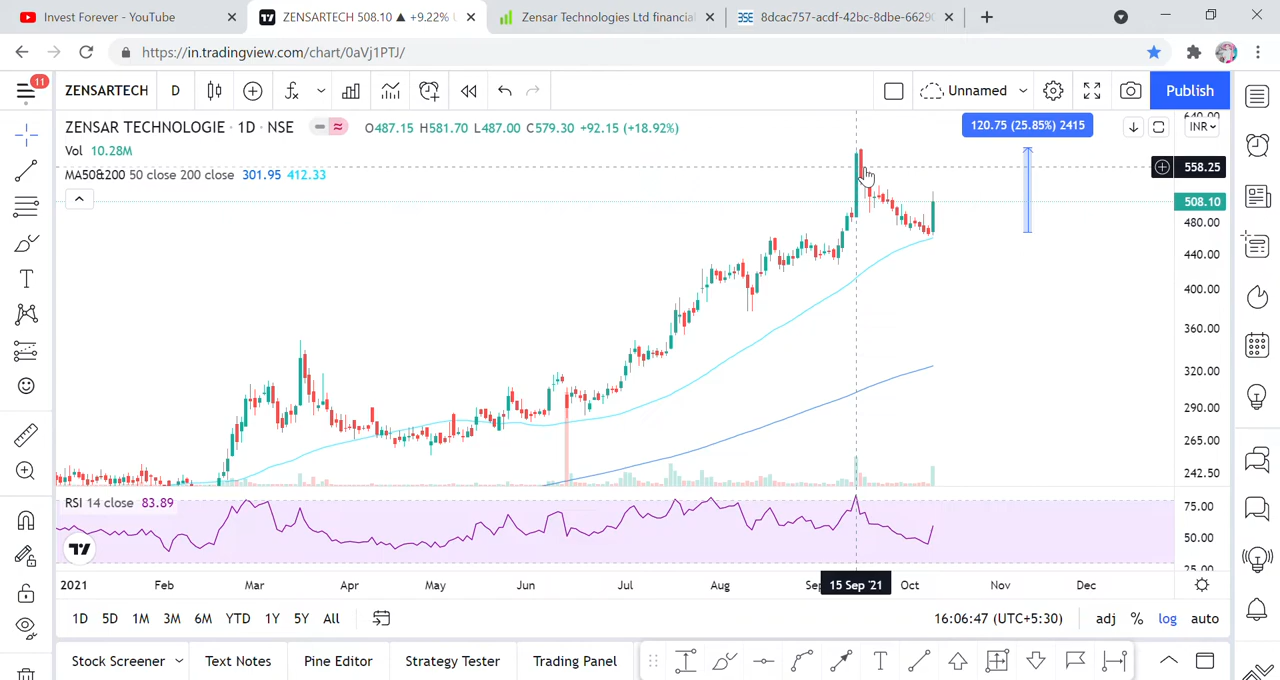 Invest Forever - YouTube
ZENSARTECH 508.10 ▲ +9.22%
Zensar Technologies Ltd financial
8dcac757-acdf-42bc-8dbe-6629
https://in.tradingview.com/chart/0aVj1PTJ/
11
ZENSARTECH
D
Unnamed
Publish
ZENSAR TECHNOLOGIE · 1D · NSE
O487.15 H581.70 L487.00 C579.30 +92.15 (+18.92%)
Vol 10.28M
MA50&200 50 close 200 close 301.95 412.33
120.75 (25.85%) 2415
640.00
INR
558.25
508.10
480.00
440.00
400.00
360.00
320.00
290.00
265.00
242.50
RSI 14 close 83.89
75.00
50.00
25.00
2021 Feb Mar Apr May Jun Jul Aug Sep 15 Sep '21 Oct Nov Dec
1D 5D 1M 3M 6M YTD 1Y 5Y All
16:06:47 (UTC+5:30)
adj % log auto
Stock Screener
Text Notes
Pine Editor
Strategy Tester
Trading Panel